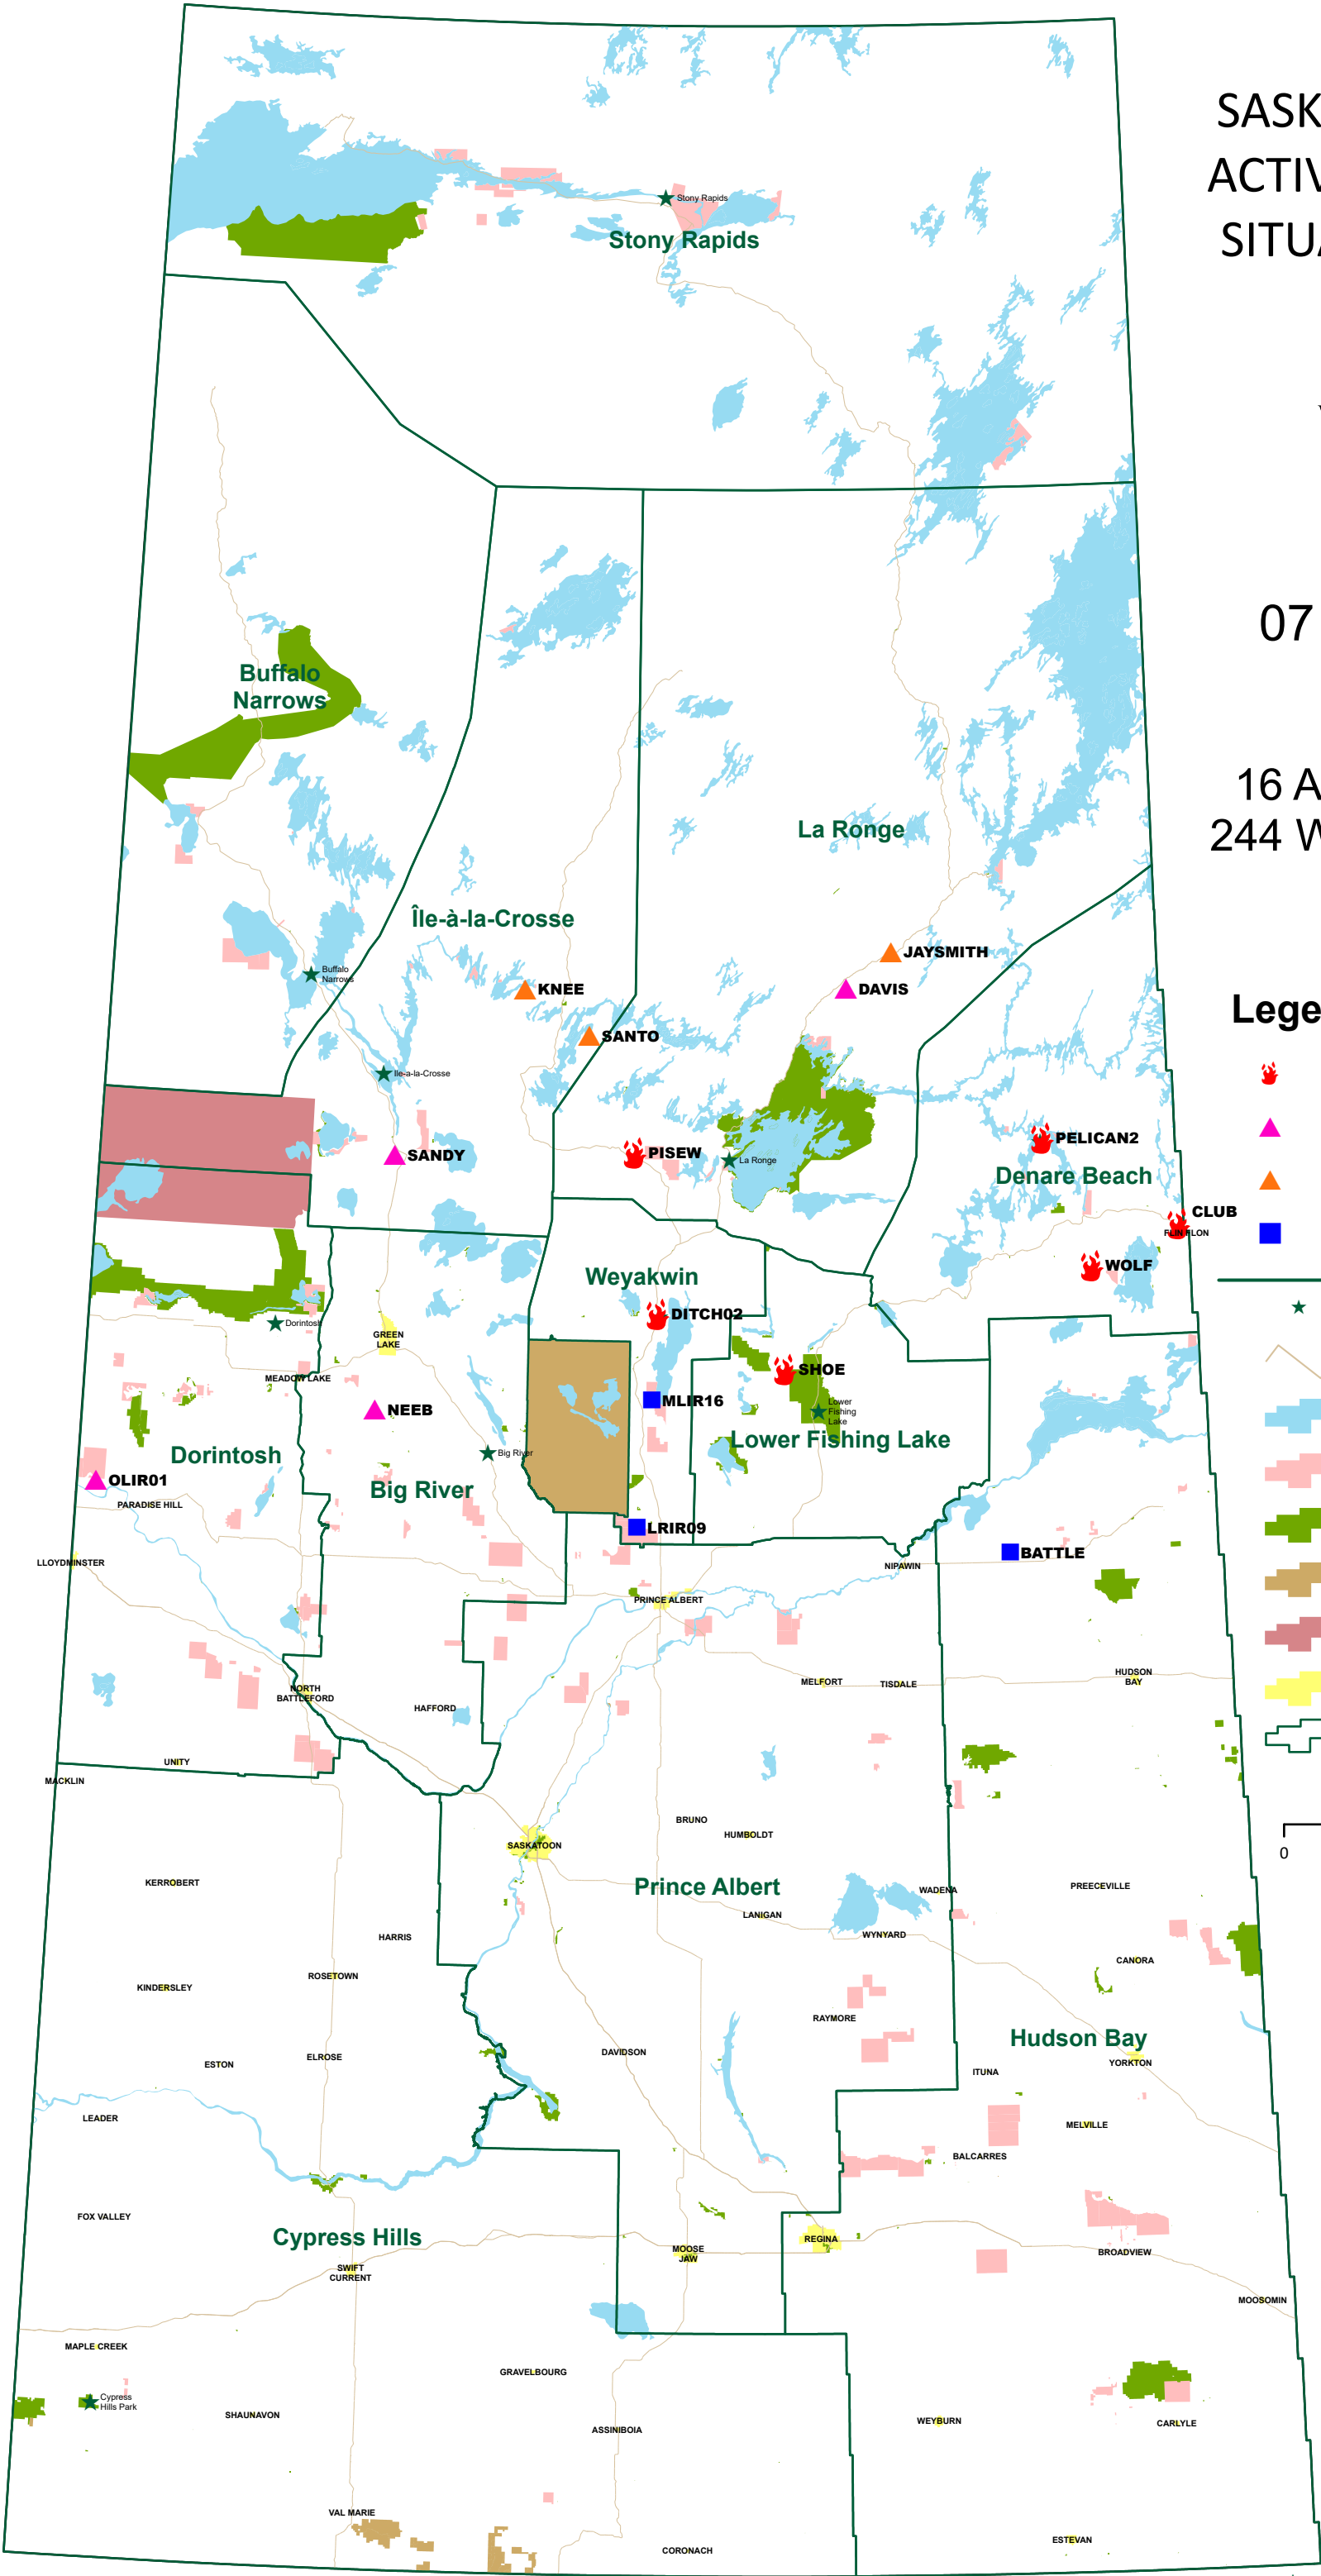 SASK
ACTIV
SITUA
07
16 A
244 W
Lege
0
Stony Rapids
Stony Rapids
Buffalo
Narrows
La Ronge
Île-à-la-Crosse
JAYSMITH
Buffalo
Narrows
KNEE
DAVIS
SANTO
Ile-a-la-Crosse
PELICAN2
SANDY
PISEW
La Ronge
Denare Beach
CLUB
FLIN FLON
WOLF
Weyakwin
DITCH02
Dorintosh
GREEN
LAKE
SHOE
MEADOW LAKE
MLIR16
NEEB
Lower
Fishing
Lake
Lower Fishing Lake
Dorintosh
Big River
OLIR01
Big River
PARADISE HILL
LRIR09
BATTLE
LLOYDMINSTER
NIPAWIN
PRINCE ALBERT
HUDSON
BAY
MELFORT
TISDALE
NORTH
BATTLEFORD
HAFFORD
UNITY
MACKLIN
BRUNO
HUMBOLDT
SASKATOON
KERROBERT
Prince Albert
WADENA
PREECEVILLE
LANIGAN
HARRIS
WYNYARD
CANORA
ROSETOWN
KINDERSLEY
RAYMORE
Hudson Bay
DAVIDSON
ELROSE
ESTON
YORKTON
ITUNA
LEADER
MELVILLE
BALCARRES
FOX VALLEY
Cypress Hills
REGINA
MOOSE
JAW
BROADVIEW
SWIFT
CURRENT
MOOSOMIN
MAPLE CREEK
GRAVELBOURG
Cypress
Hills Park
SHAUNAVON
WEYBURN
CARLYLE
ASSINIBOIA
VAL MARIE
ESTEVAN
CORONACH